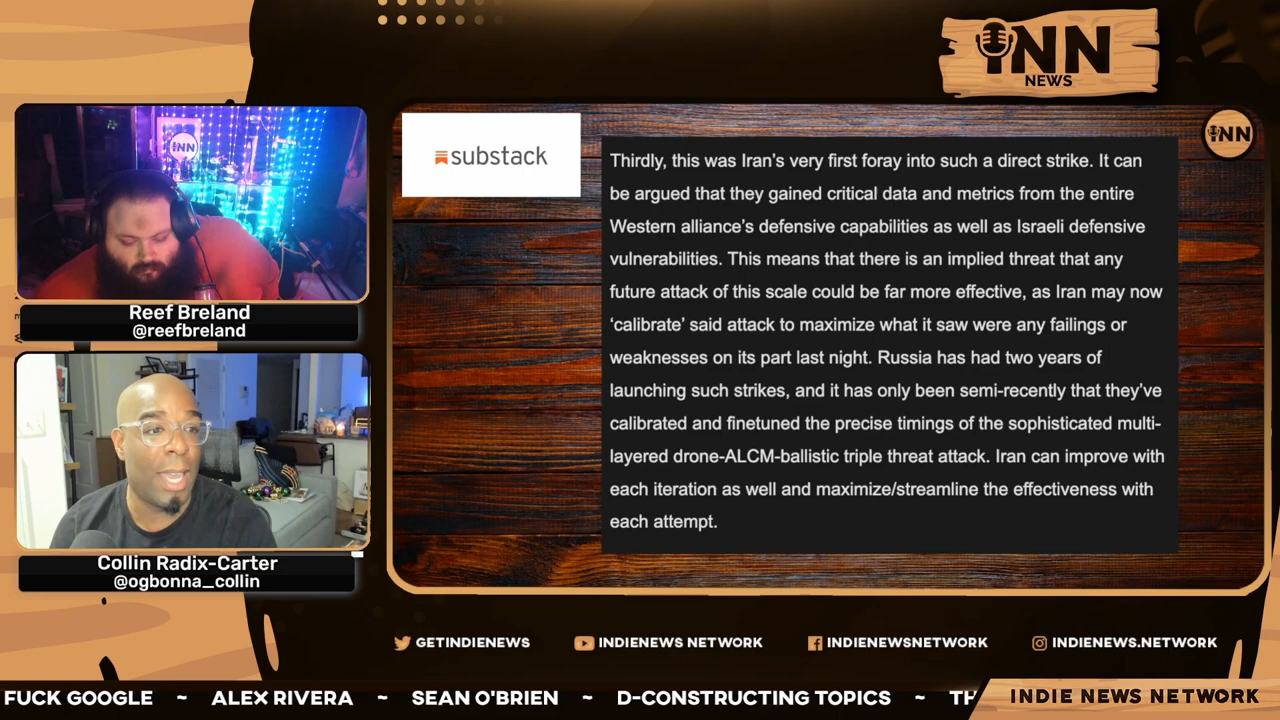 iNN
NEWS
iNN
substack
Thirdly, this was Iran’s very first foray into such a direct strike. It can
be argued that they gained critical data and metrics from the entire
Western alliance’s defensive capabilities as well as Israeli defensive
vulnerabilities. This means that there is an implied threat that any
future attack of this scale could be far more effective, as Iran may now
‘calibrate’ said attack to maximize what it saw were any failings or
weaknesses on its part last night. Russia has had two years of
launching such strikes, and it has only been semi-recently that they’ve
calibrated and finetuned the precise timings of the sophisticated multi-
layered drone-ALCM-ballistic triple threat attack. Iran can improve with
each iteration as well and maximize/streamline the effectiveness with
each attempt.
iNN
Reef Breland
@reefbreland
Collin Radix-Carter
@ogbonna_collin
GETINDIENEWS
INDIENEWS NETWORK
INDIENEWSNETWORK
INDIENEWS.NETWORK
FUCK GOOGLE ~ ALEX RIVERA ~ SEAN O'BRIEN ~ D-CONSTRUCTING TOPICS ~ TH
INDIE NEWS NETWORK